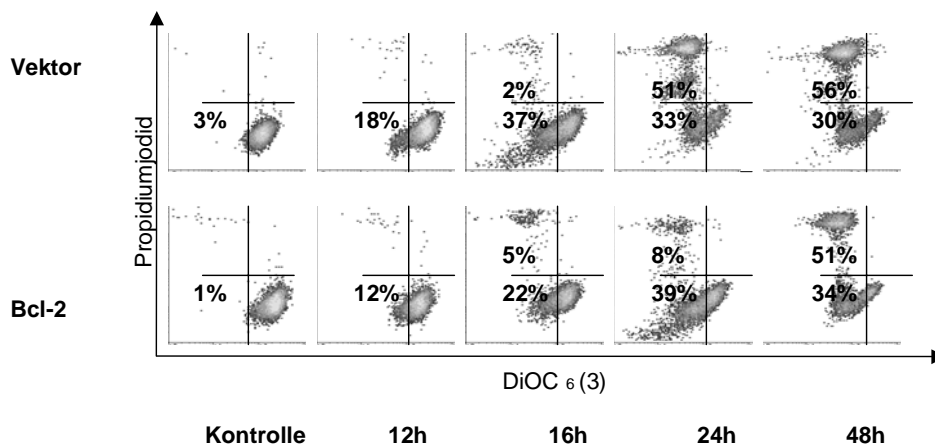 Vektor
2% 51% 56%
3% 18% 37% 33% 30%
Propidiumjodid
5% 8% 51%
1% 12% 22% 39% 34%
Bcl-2
DiOC 6 (3)
Kontrolle 12h 16h 24h 48h